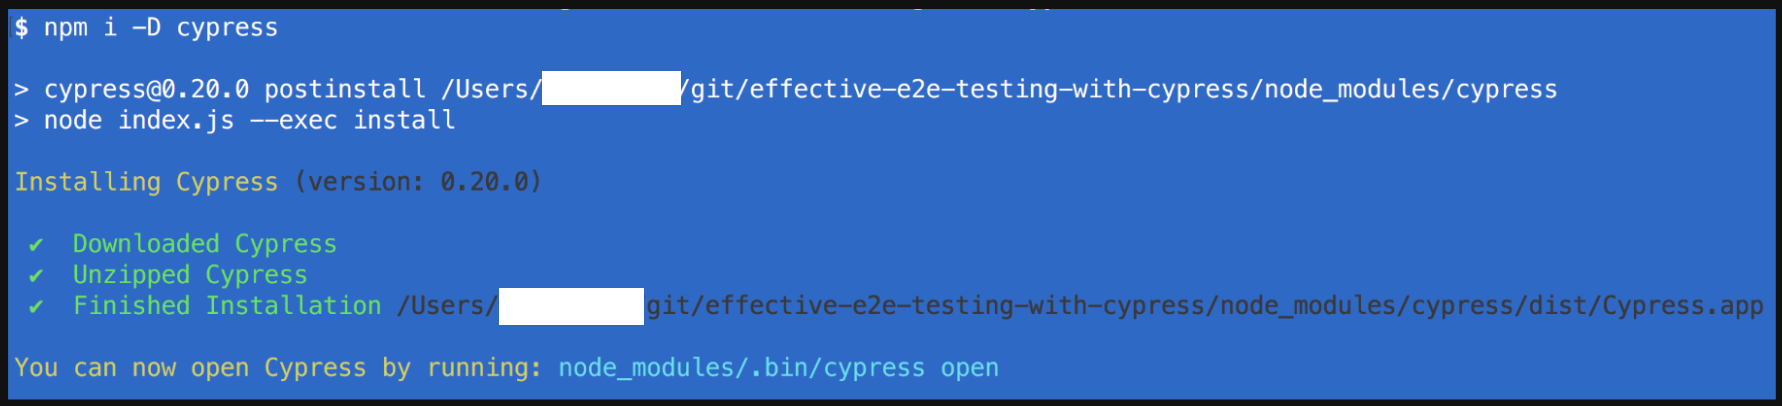 $ npm i -D cypress
> cypress@0.20.0 postinstall /Users/ /git/effective-e2e-testing-with-cypress/node_modules/cypress
> node index.js --exec install
Installing Cypress (version: 0.20.0)
✔ Downloaded Cypress
✔ Unzipped Cypress
✔ Finished Installation /Users/ git/effective-e2e-testing-with-cypress/node_modules/cypress/dist/Cypress.app
You can now open Cypress by running: node_modules/.bin/cypress open